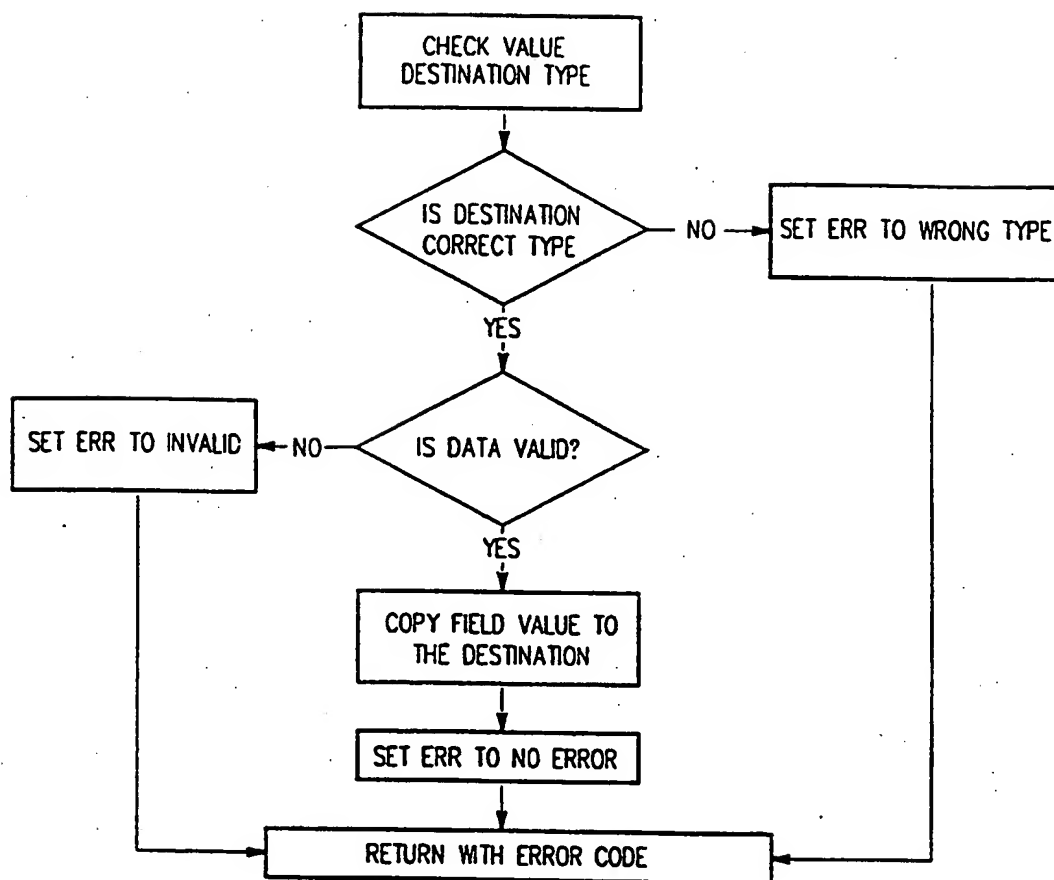 CHECK VALUE
DESTINATION TYPE
IS DESTINATION
CORRECT TYPE
NO
SET ERR TO WRONG TYPE
YES
SET ERR TO INVALID
NO
IS DATA VALID?
YES
COPY FIELD VALUE TO
THE DESTINATION
SET ERR TO NO ERROR
RETURN WITH ERROR CODE